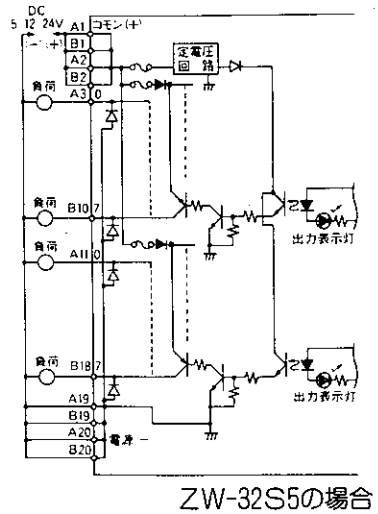 DC
5 12 24V
A1 コモン(+)
B1
A2
B2
A3 0
定電圧
回路
負荷
負荷
B10 7
負荷
A11 0
出力表示灯
負荷
B18 7
A19
出力表示灯
B19
A20 電源 -
B20
ZW-32S5の場合